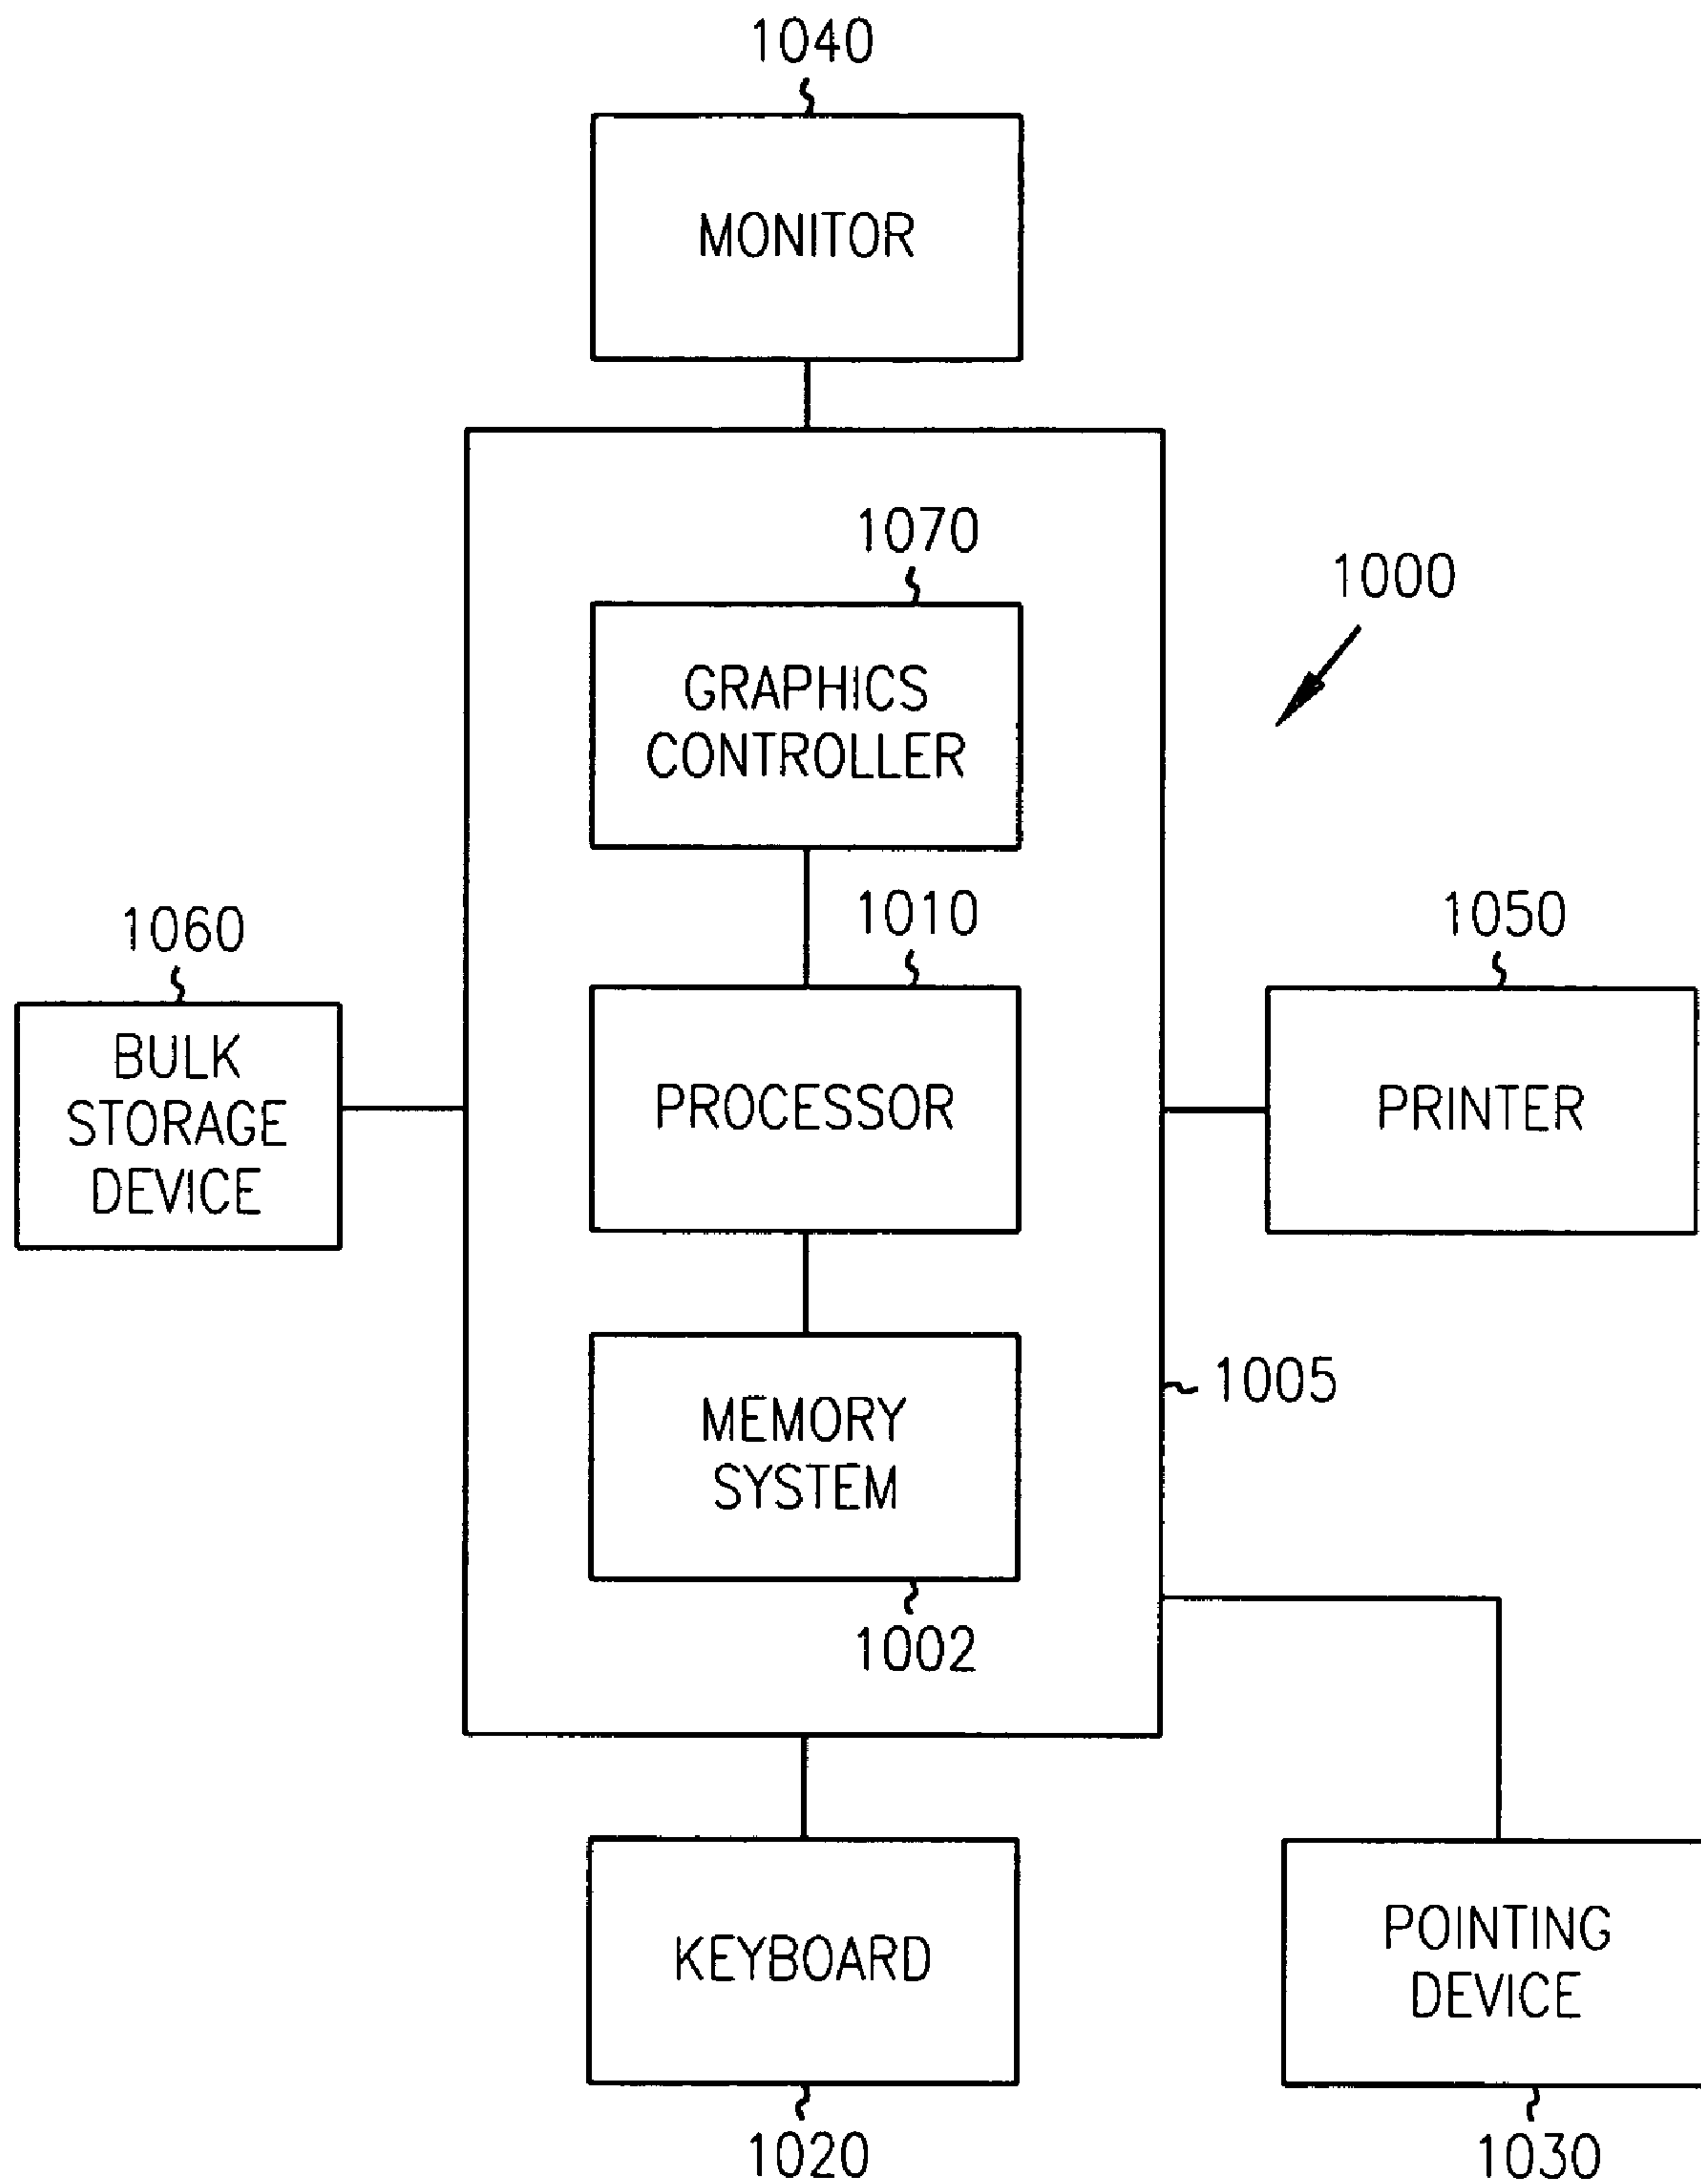 1040
MONITOR
1070
1000
GRAPHICS
CONTROLLER
1010
1060
1050
BULK
STORAGE
DEVICE
PROCESSOR
PRINTER
1005
MEMORY
SYSTEM
1002
KEYBOARD
POINTING
DEVICE
1020
1030